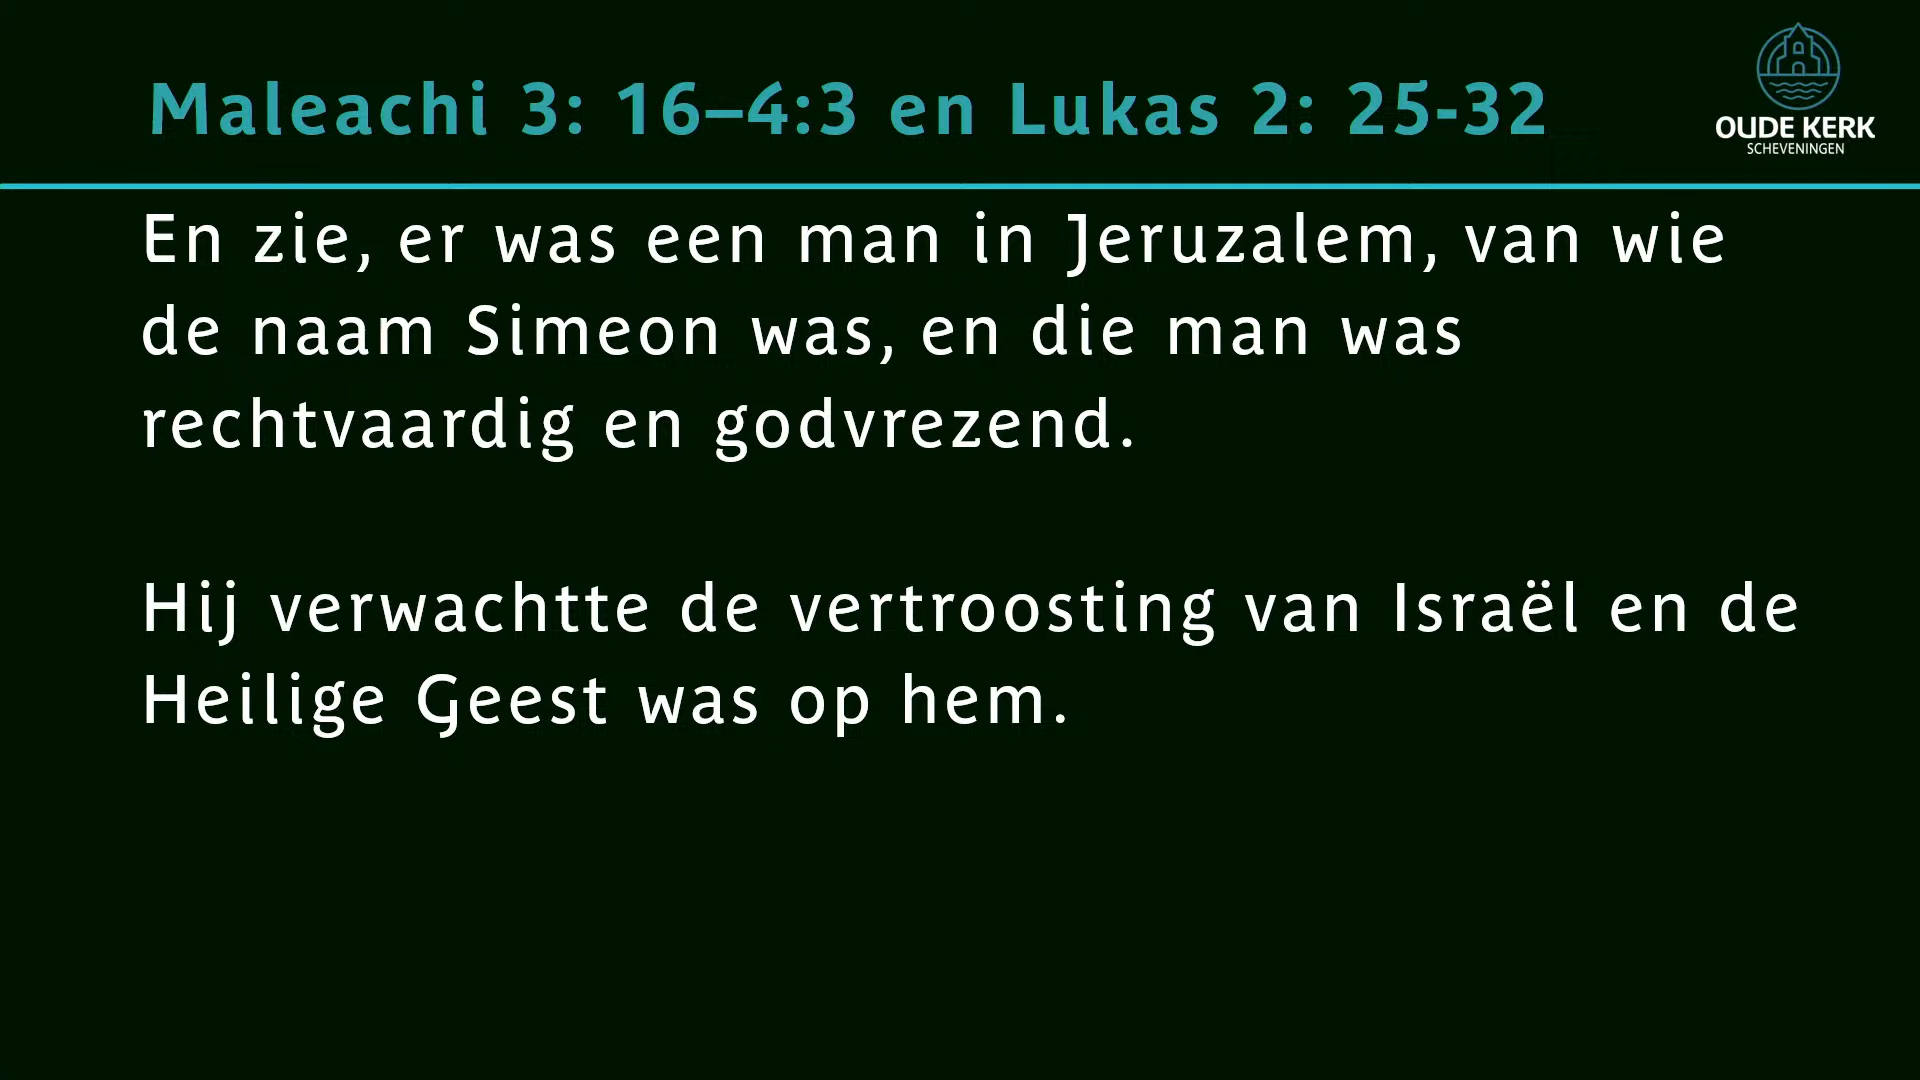 Maleachi 3: 16–4:3 en Lukas 2: 25-32
OUDE KERK
SCHEVENINGEN
En zie, er was een man in Jeruzalem, van wie
de naam Simeon was, en die man was
rechtvaardig en godvrezend.
Hij verwachtte de vertroosting van Israël en de
Heilige Geest was op hem.